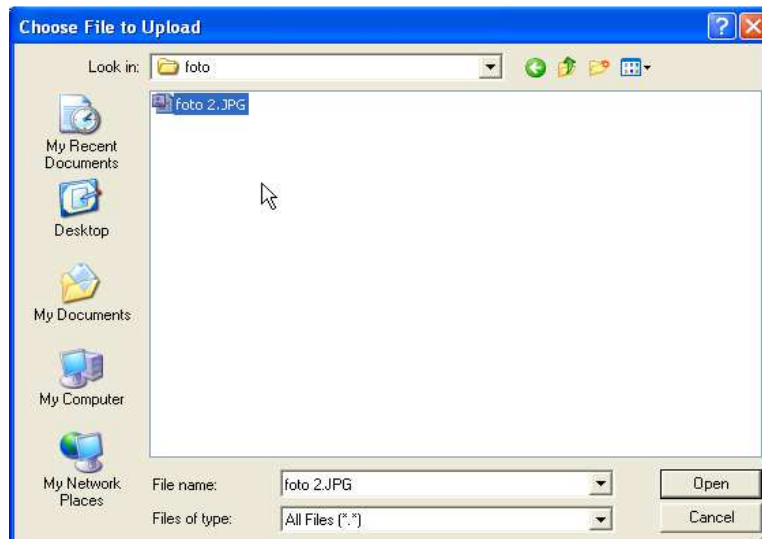 Choose File to Upload
Look in: foto
foto 2.JPG
My Recent
Documents
Desktop
My Documents
My Computer
My Network
Places
File name: foto 2.JPG Open
Files of type: All Files (*.*) Cancel